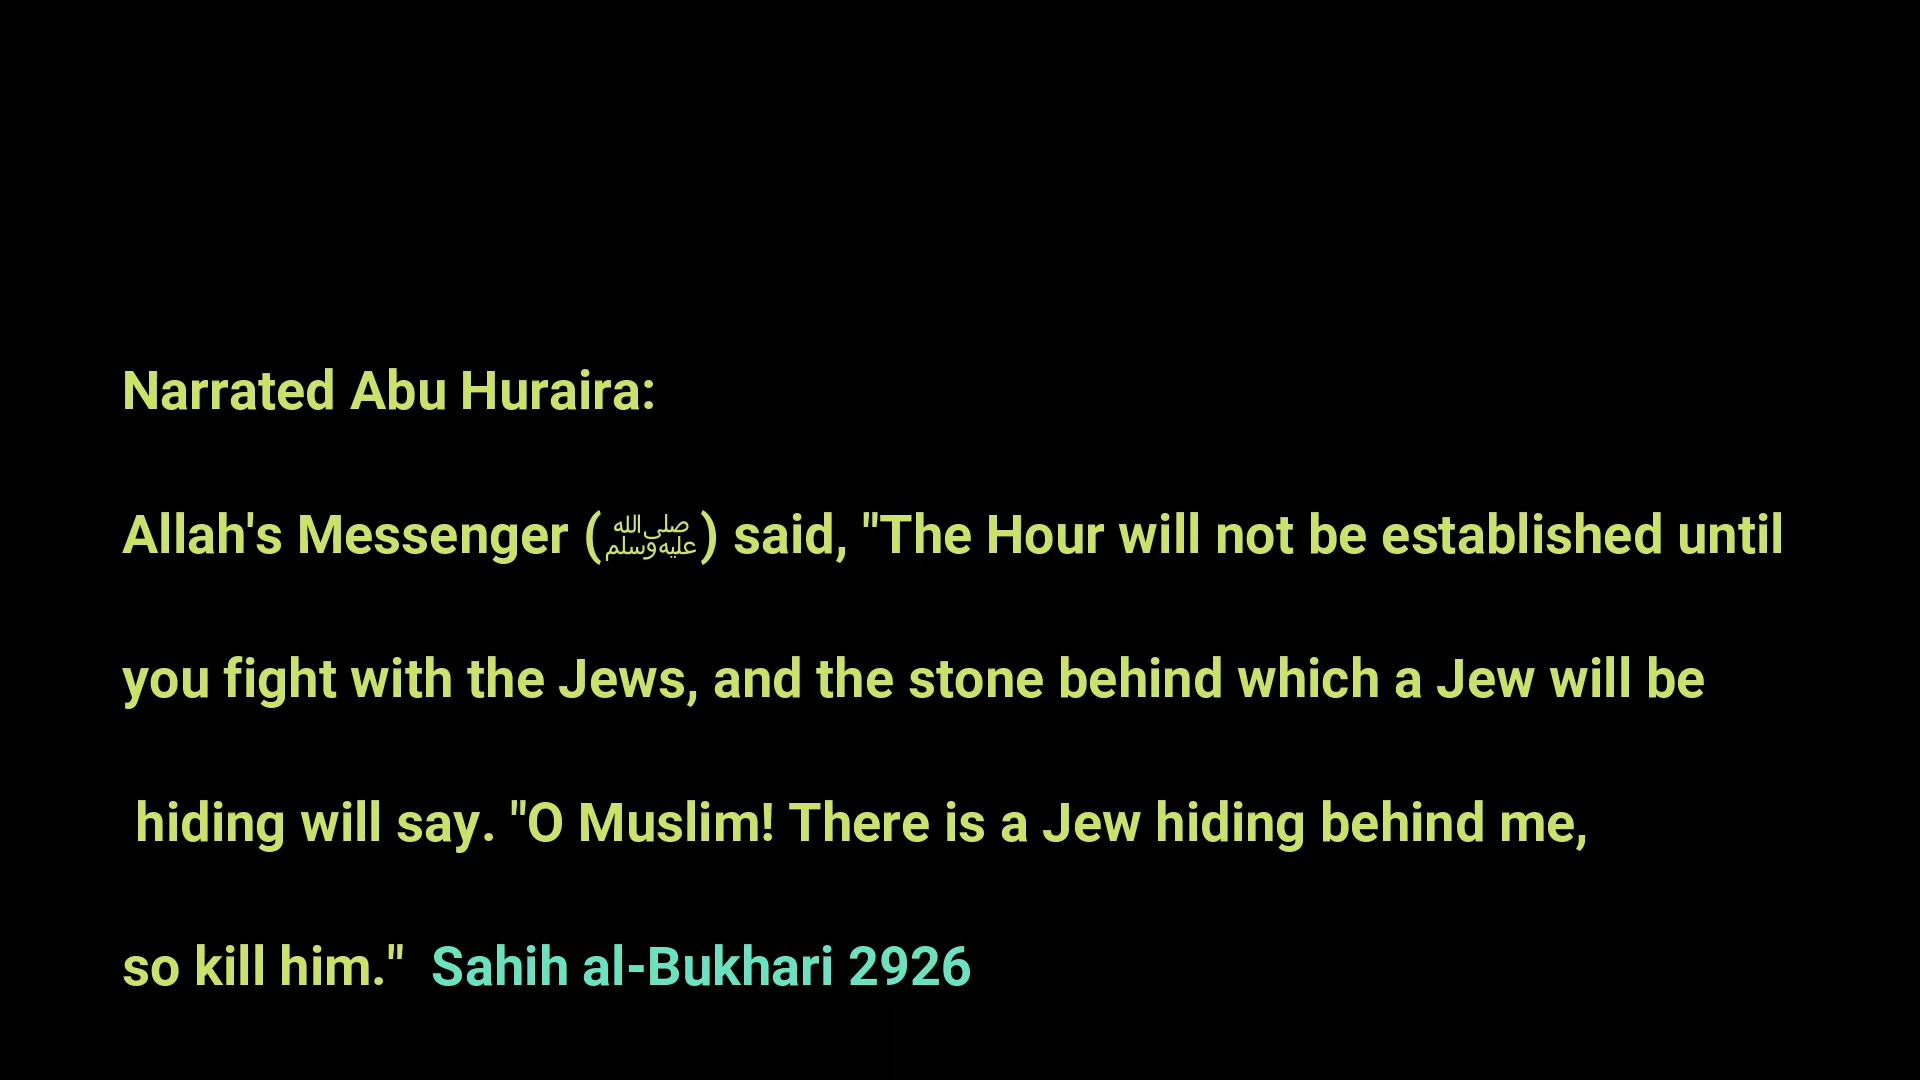 Narrated Abu Huraira:
Allah's Messenger (ﷺ) said, "The Hour will not be established until
you fight with the Jews, and the stone behind which a Jew will be
hiding will say. "O Muslim! There is a Jew hiding behind me,
so kill him." Sahih al-Bukhari 2926